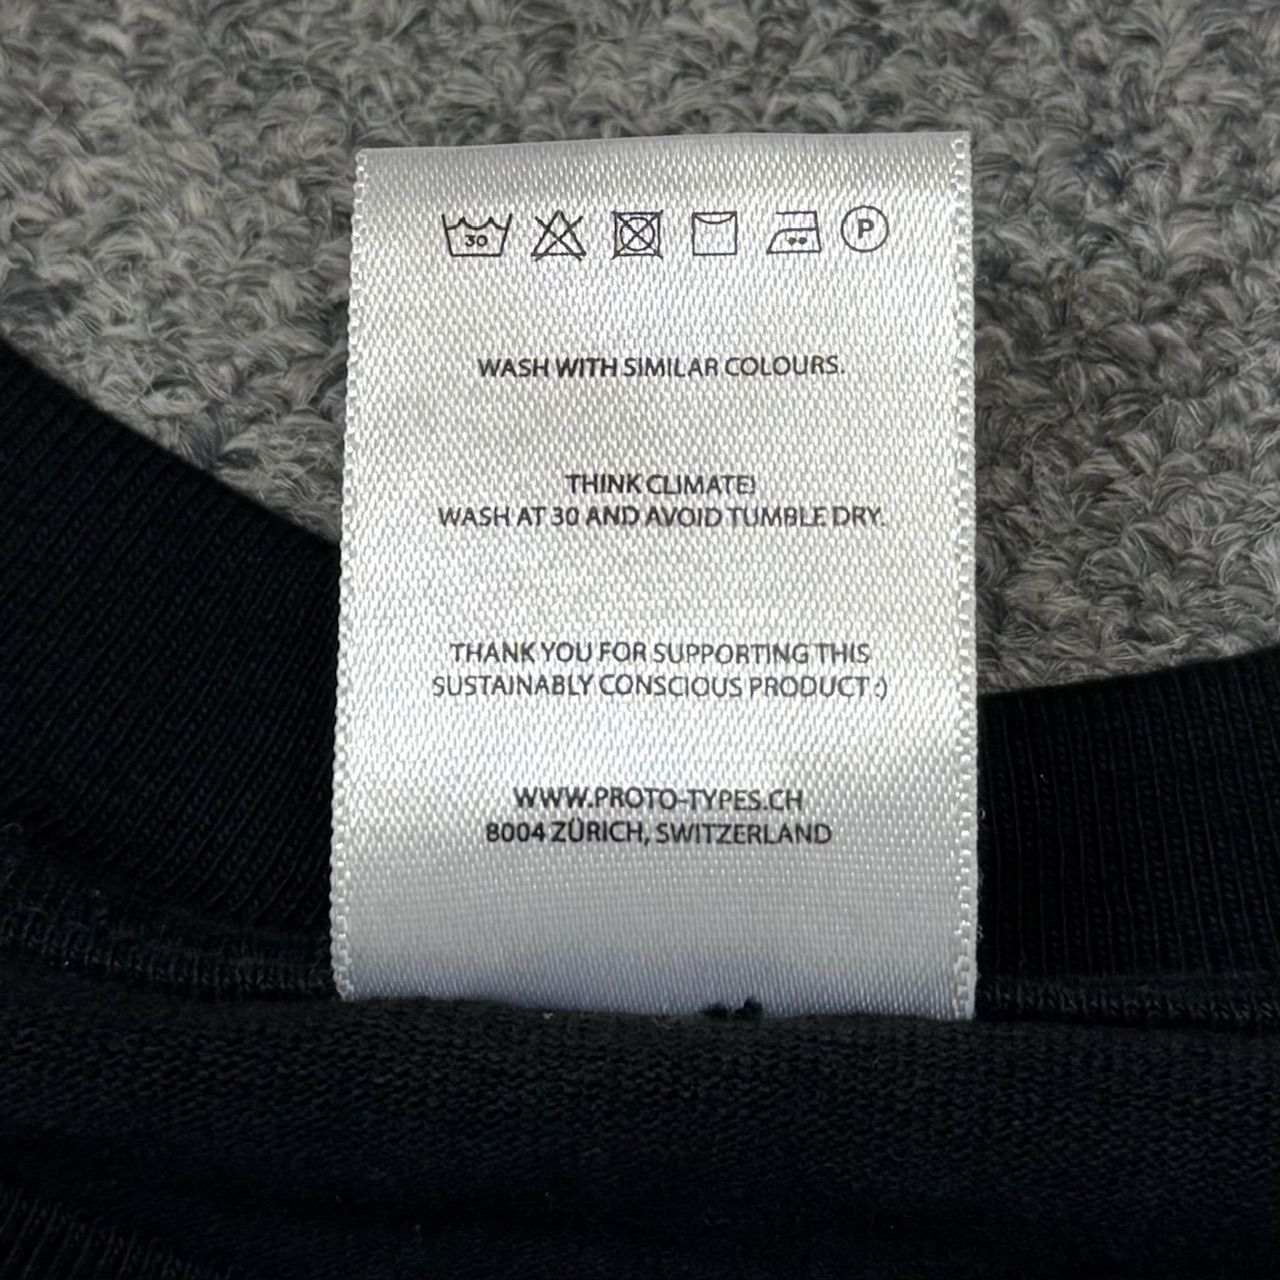 30 P
WASH WITH SIMILAR COLOURS.
THINK CLIMATE!
WASH AT 30 AND AVOID TUMBLE DRY.
THANK YOU FOR SUPPORTING THIS
SUSTAINABLY CONSCIOUS PRODUCT :)
WWW.PROTO-TYPES.CH
8004 ZÜRICH, SWITZERLAND